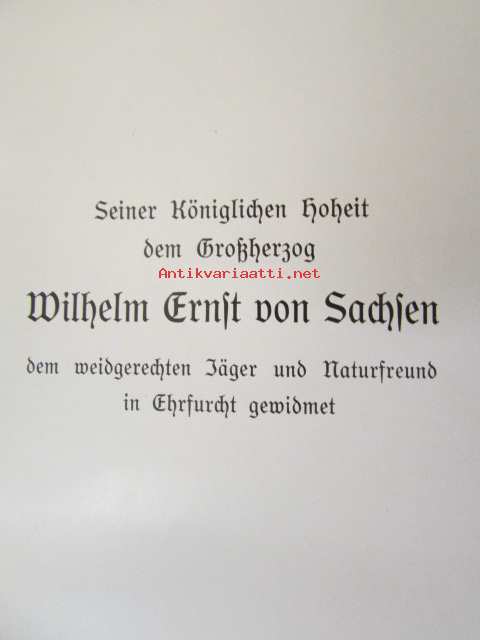 Seiner Königlichen Hoheit
dem Großherzog
Antikvariaatti.net
Wilhelm Ernst von Sachsen
dem weidgerechten Jäger und Naturfreund
in Ehrfurcht gewidmet